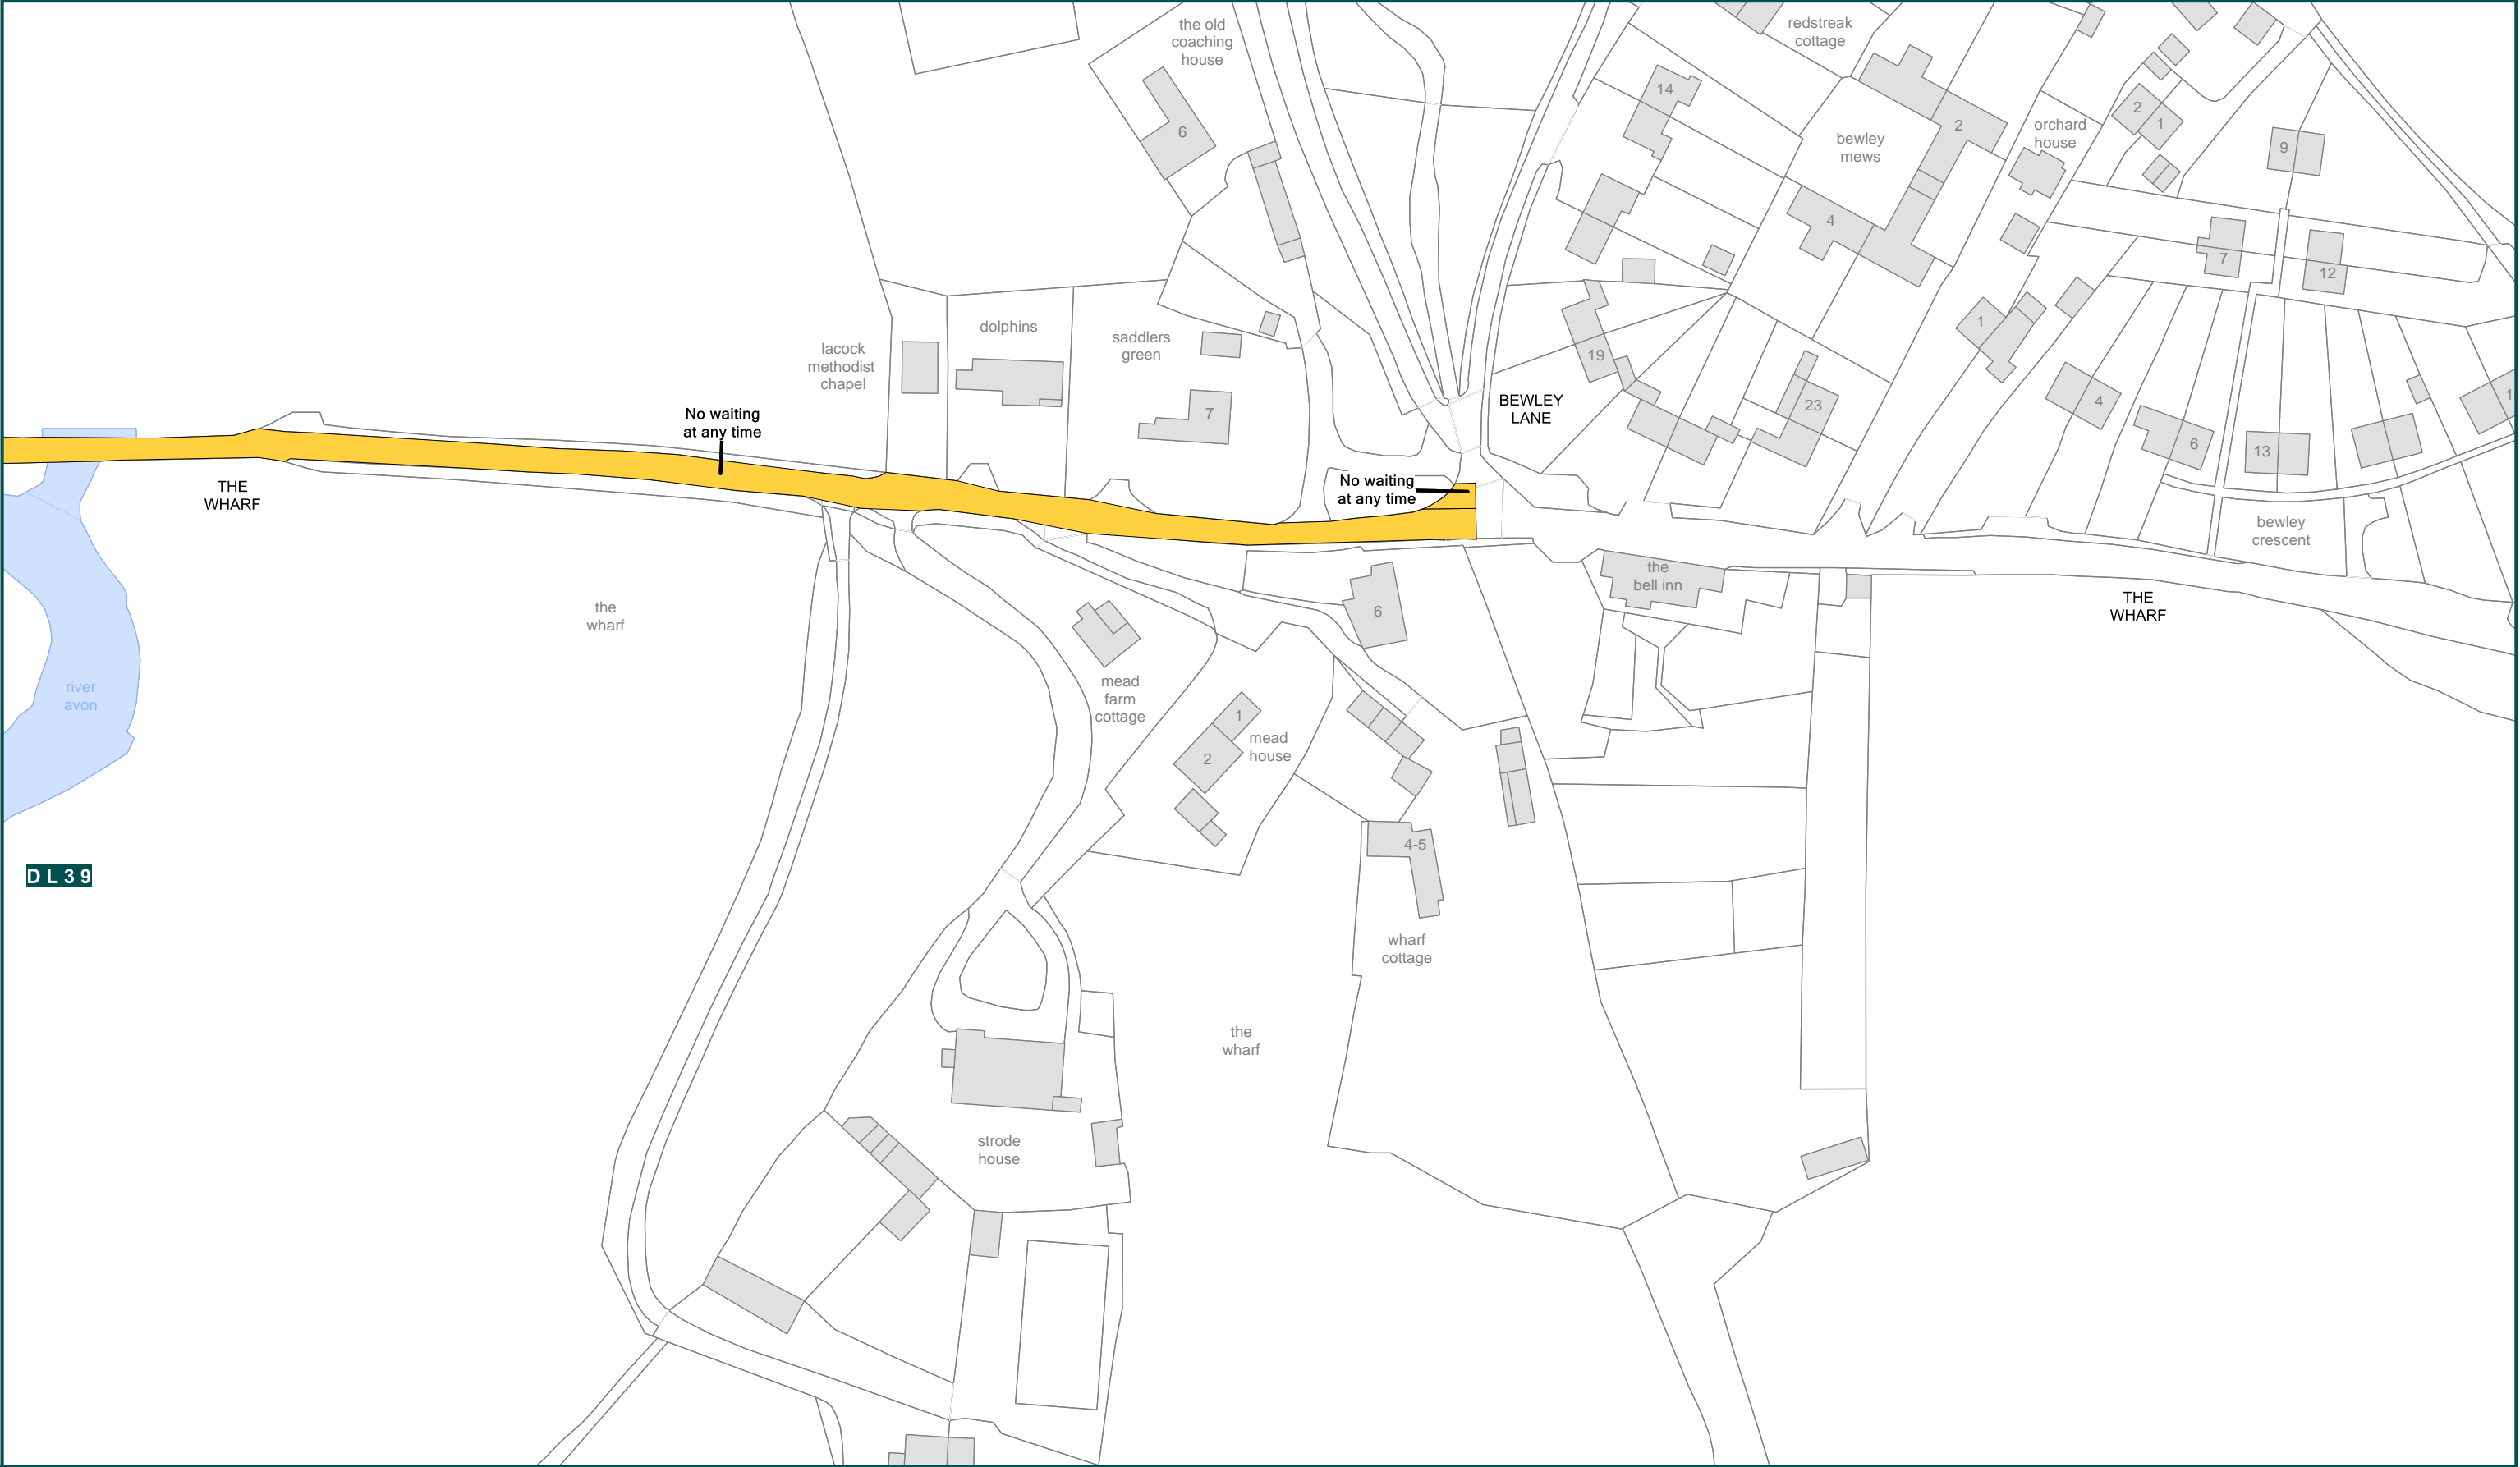 the old
coaching
house
redstreak
cottage
14
6
2
bewley
mews
orchard
house
2
1
9
4
7
12
dolphins
saddlers
green
lacock
methodist
chapel
1
19
7
23
4
6
13
1
BEWLEY
LANE
No waiting
at any time
No waiting
at any time
THE
WHARF
bewley
crescent
the
bell inn
THE
WHARF
the
wharf
6
river
avon
mead
farm
cottage
1
2
mead
house
4-5
DL39
wharf
cottage
the
wharf
strode
house